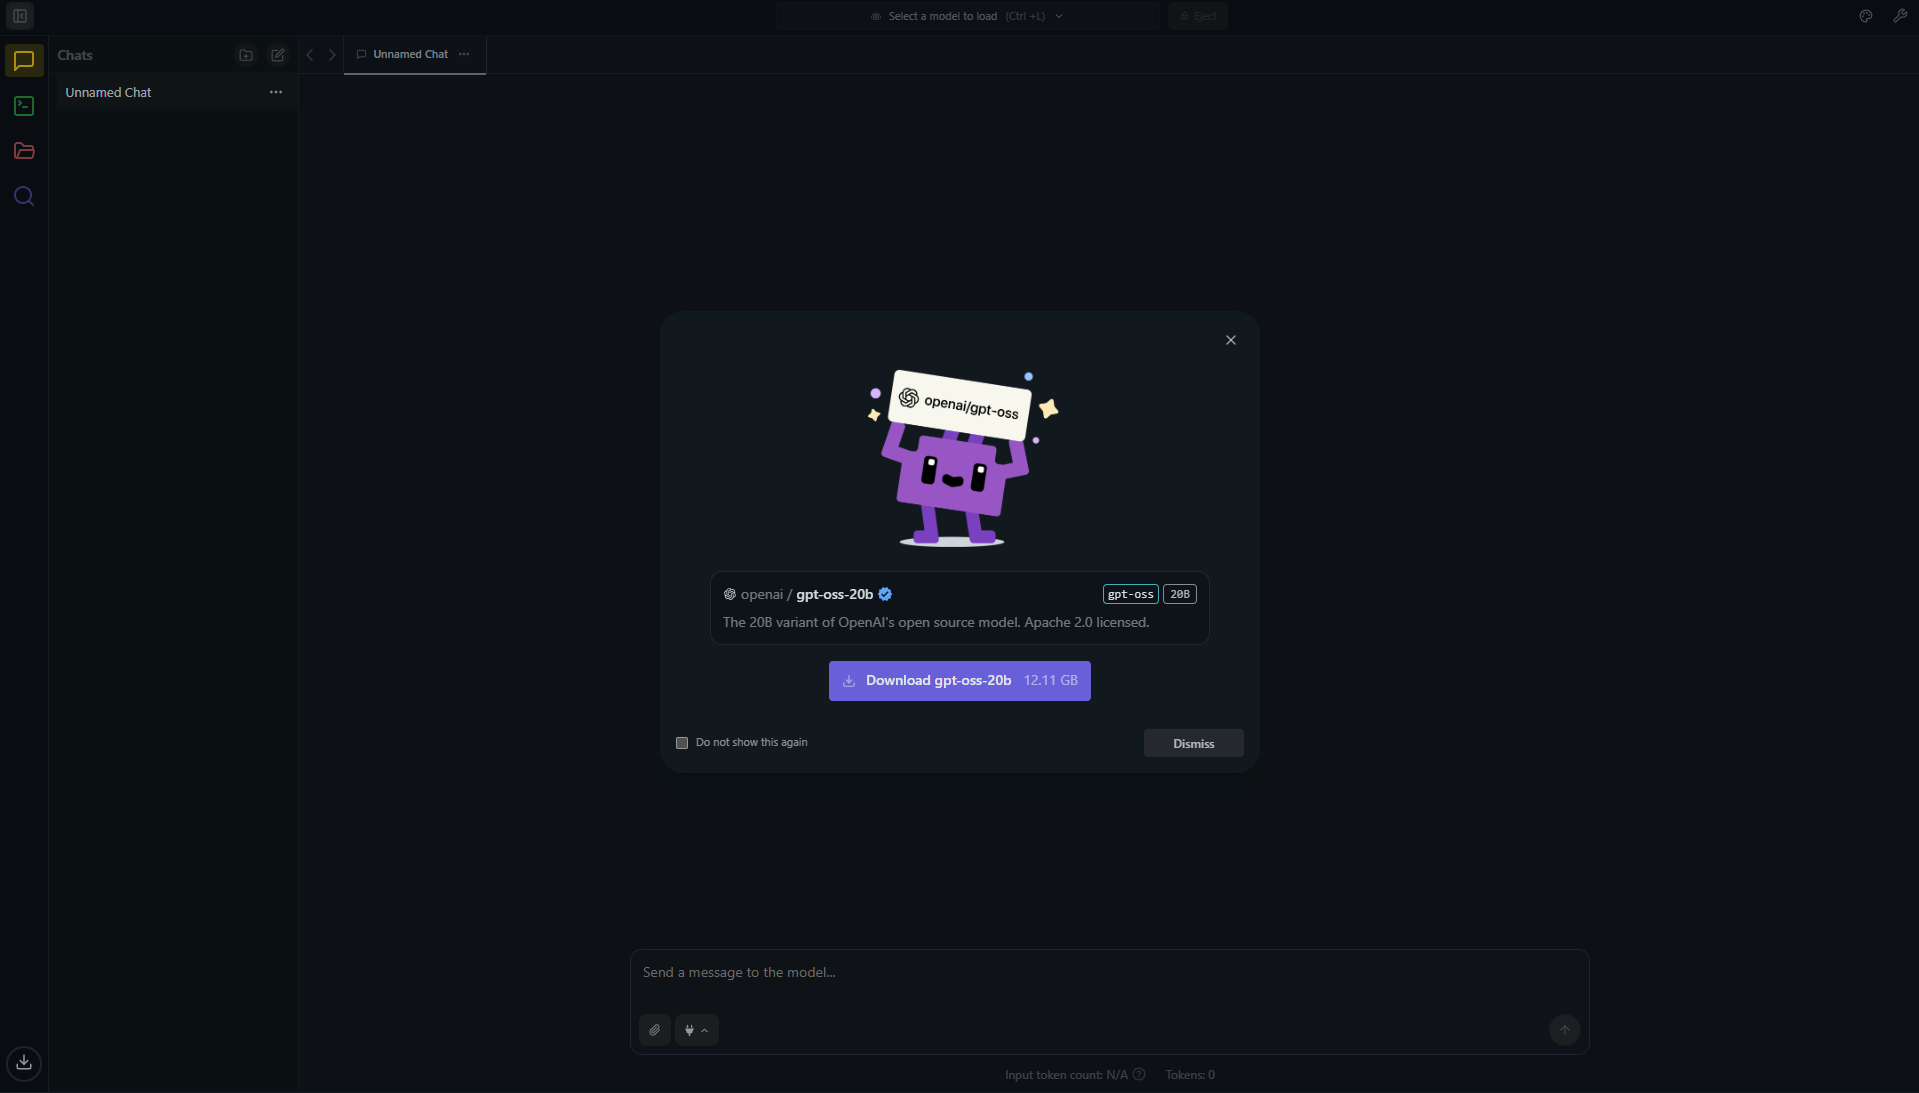 Select a model to load (Ctrl +L)
Eject
Chats
Unnamed Chat
Unnamed Chat
openai/gpt-oss
openai / gpt-oss-20b
gpt-oss
20B
The 20B variant of OpenAI's open source model. Apache 2.0 licensed.
Download gpt-oss-20b 12.11 GB
Do not show this again
Dismiss
Send a message to the model...
Input token count: N/A
Tokens: 0